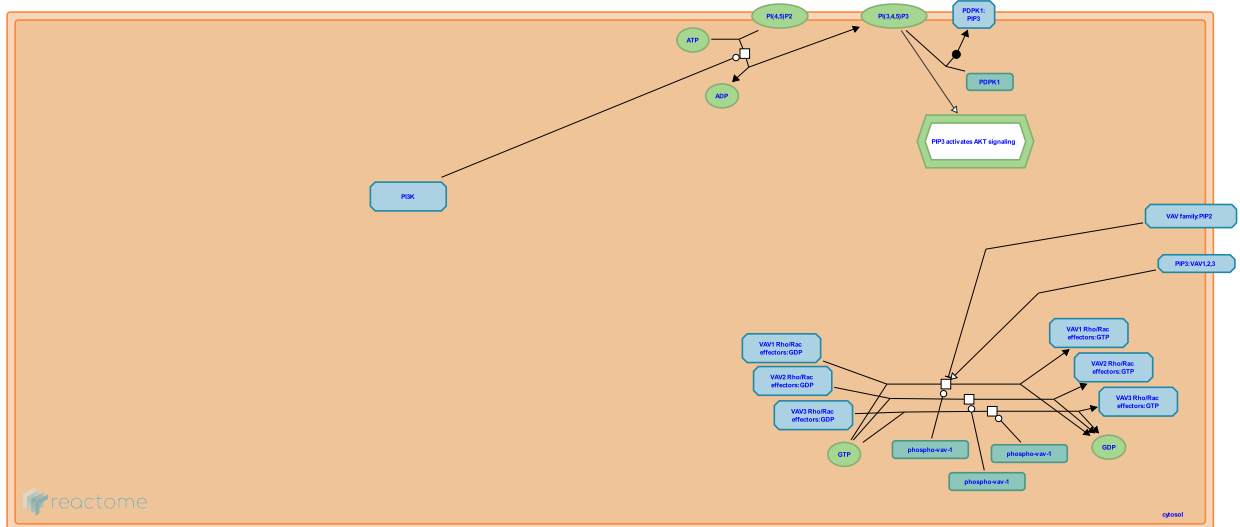 PI(4,5)P2
PI(3,4,5)P3
PDPK1:
PIP3
ATP
PDPK1
ADP
PIP3 activates AKT signaling
PI3K
VAV family:PIP2
PIP3:VAV1,2,3
VAV1 Rho/Rac
effectors:GTP
VAV1 Rho/Rac
effectors:GDP
VAV2 Rho/Rac
effectors:GTP
VAV2 Rho/Rac
effectors:GDP
VAV3 Rho/Rac
effectors:GTP
VAV3 Rho/Rac
effectors:GDP
GTP
phospho-vav-1
phospho-vav-1
GDP
phospho-vav-1
reactome
cytosol